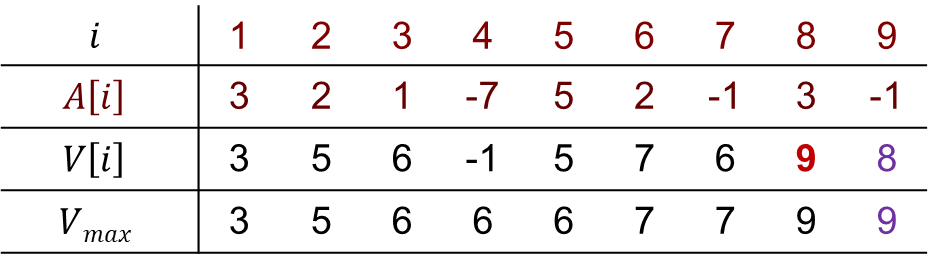 i 1 2 3 4 5 6 7 8 9
A[i] 3 2 1 -7 5 2 -1 3 -1
V[i] 3 5 6 -1 5 7 6 9 8
Vmax 3 5 6 6 6 7 7 9 9